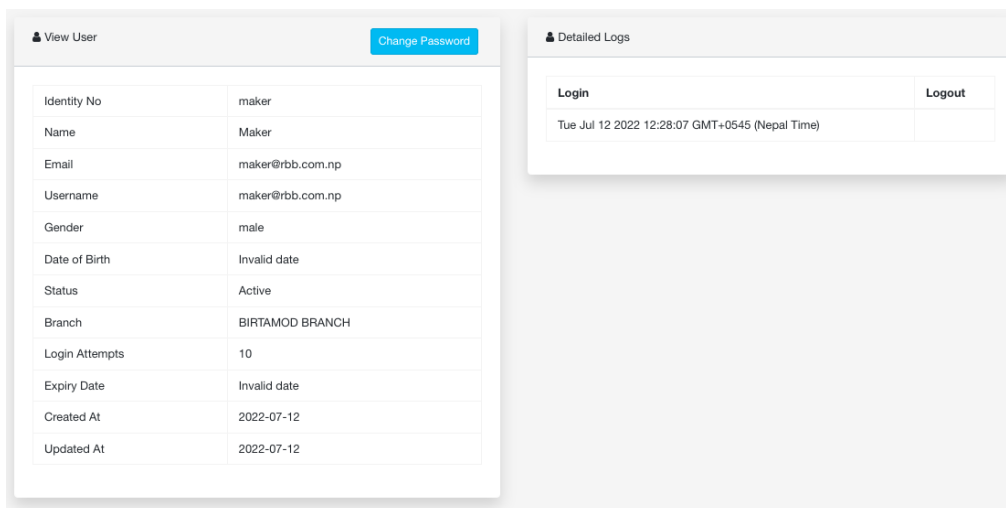 View User
Change Password
Identity No maker
Name Maker
Email maker@rbb.com.np
Username maker@rbb.com.np
Gender male
Date of Birth Invalid date
Status Active
Branch BIRTAMOD BRANCH
Login Attempts 10
Expiry Date Invalid date
Created At 2022-07-12
Updated At 2022-07-12
Detailed Logs
Login Logout
Tue Jul 12 2022 12:28:07 GMT+0545 (Nepal Time)